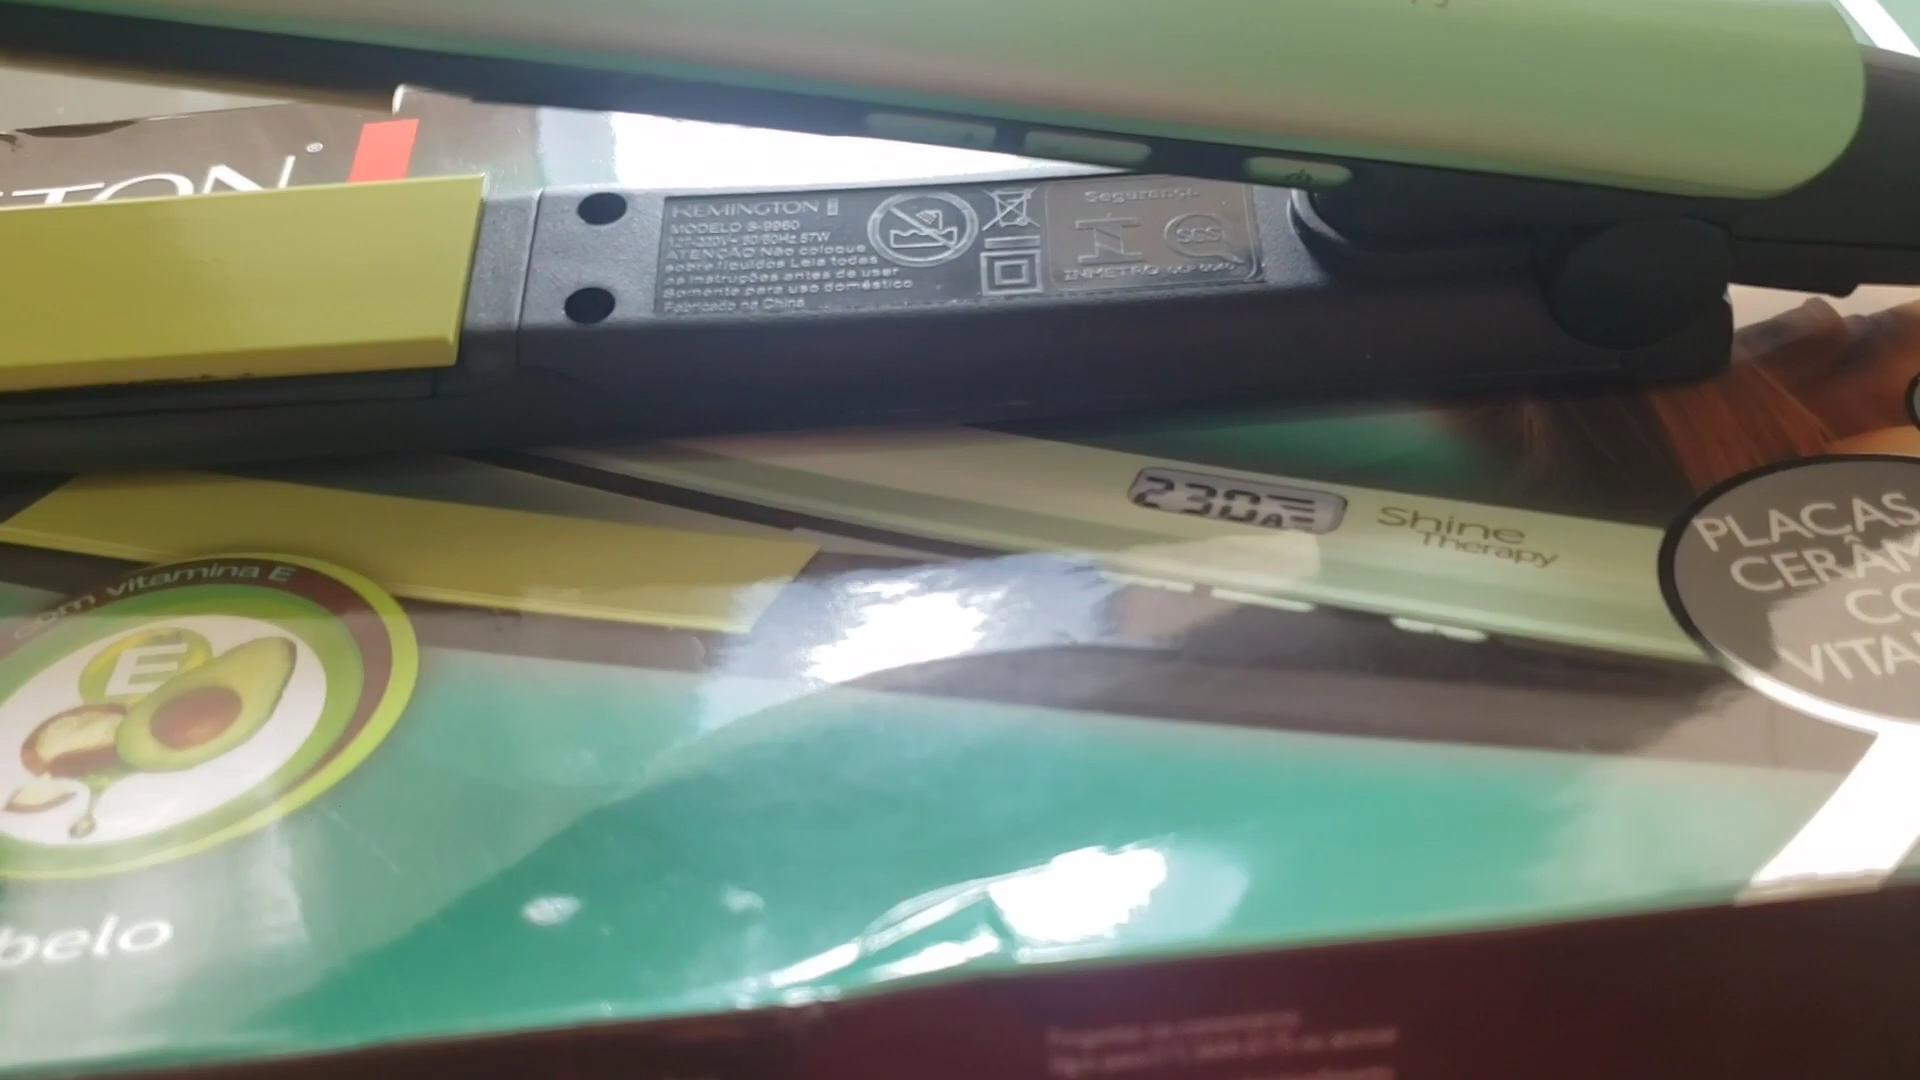 TON®
REMINGTON
MODELO S-9960
127-220V~ 50/60Hz 57W
ATENÇÃO Não coloque
sobre líquidos Leia todas
as instruções antes de usar
Somente para uso doméstico
Fabricado na China
Segurança
SGS
INMETRO
230
Shine
Therapy
PLACAS
CERÂM
CO
VITA
com vitamina E
E
belo